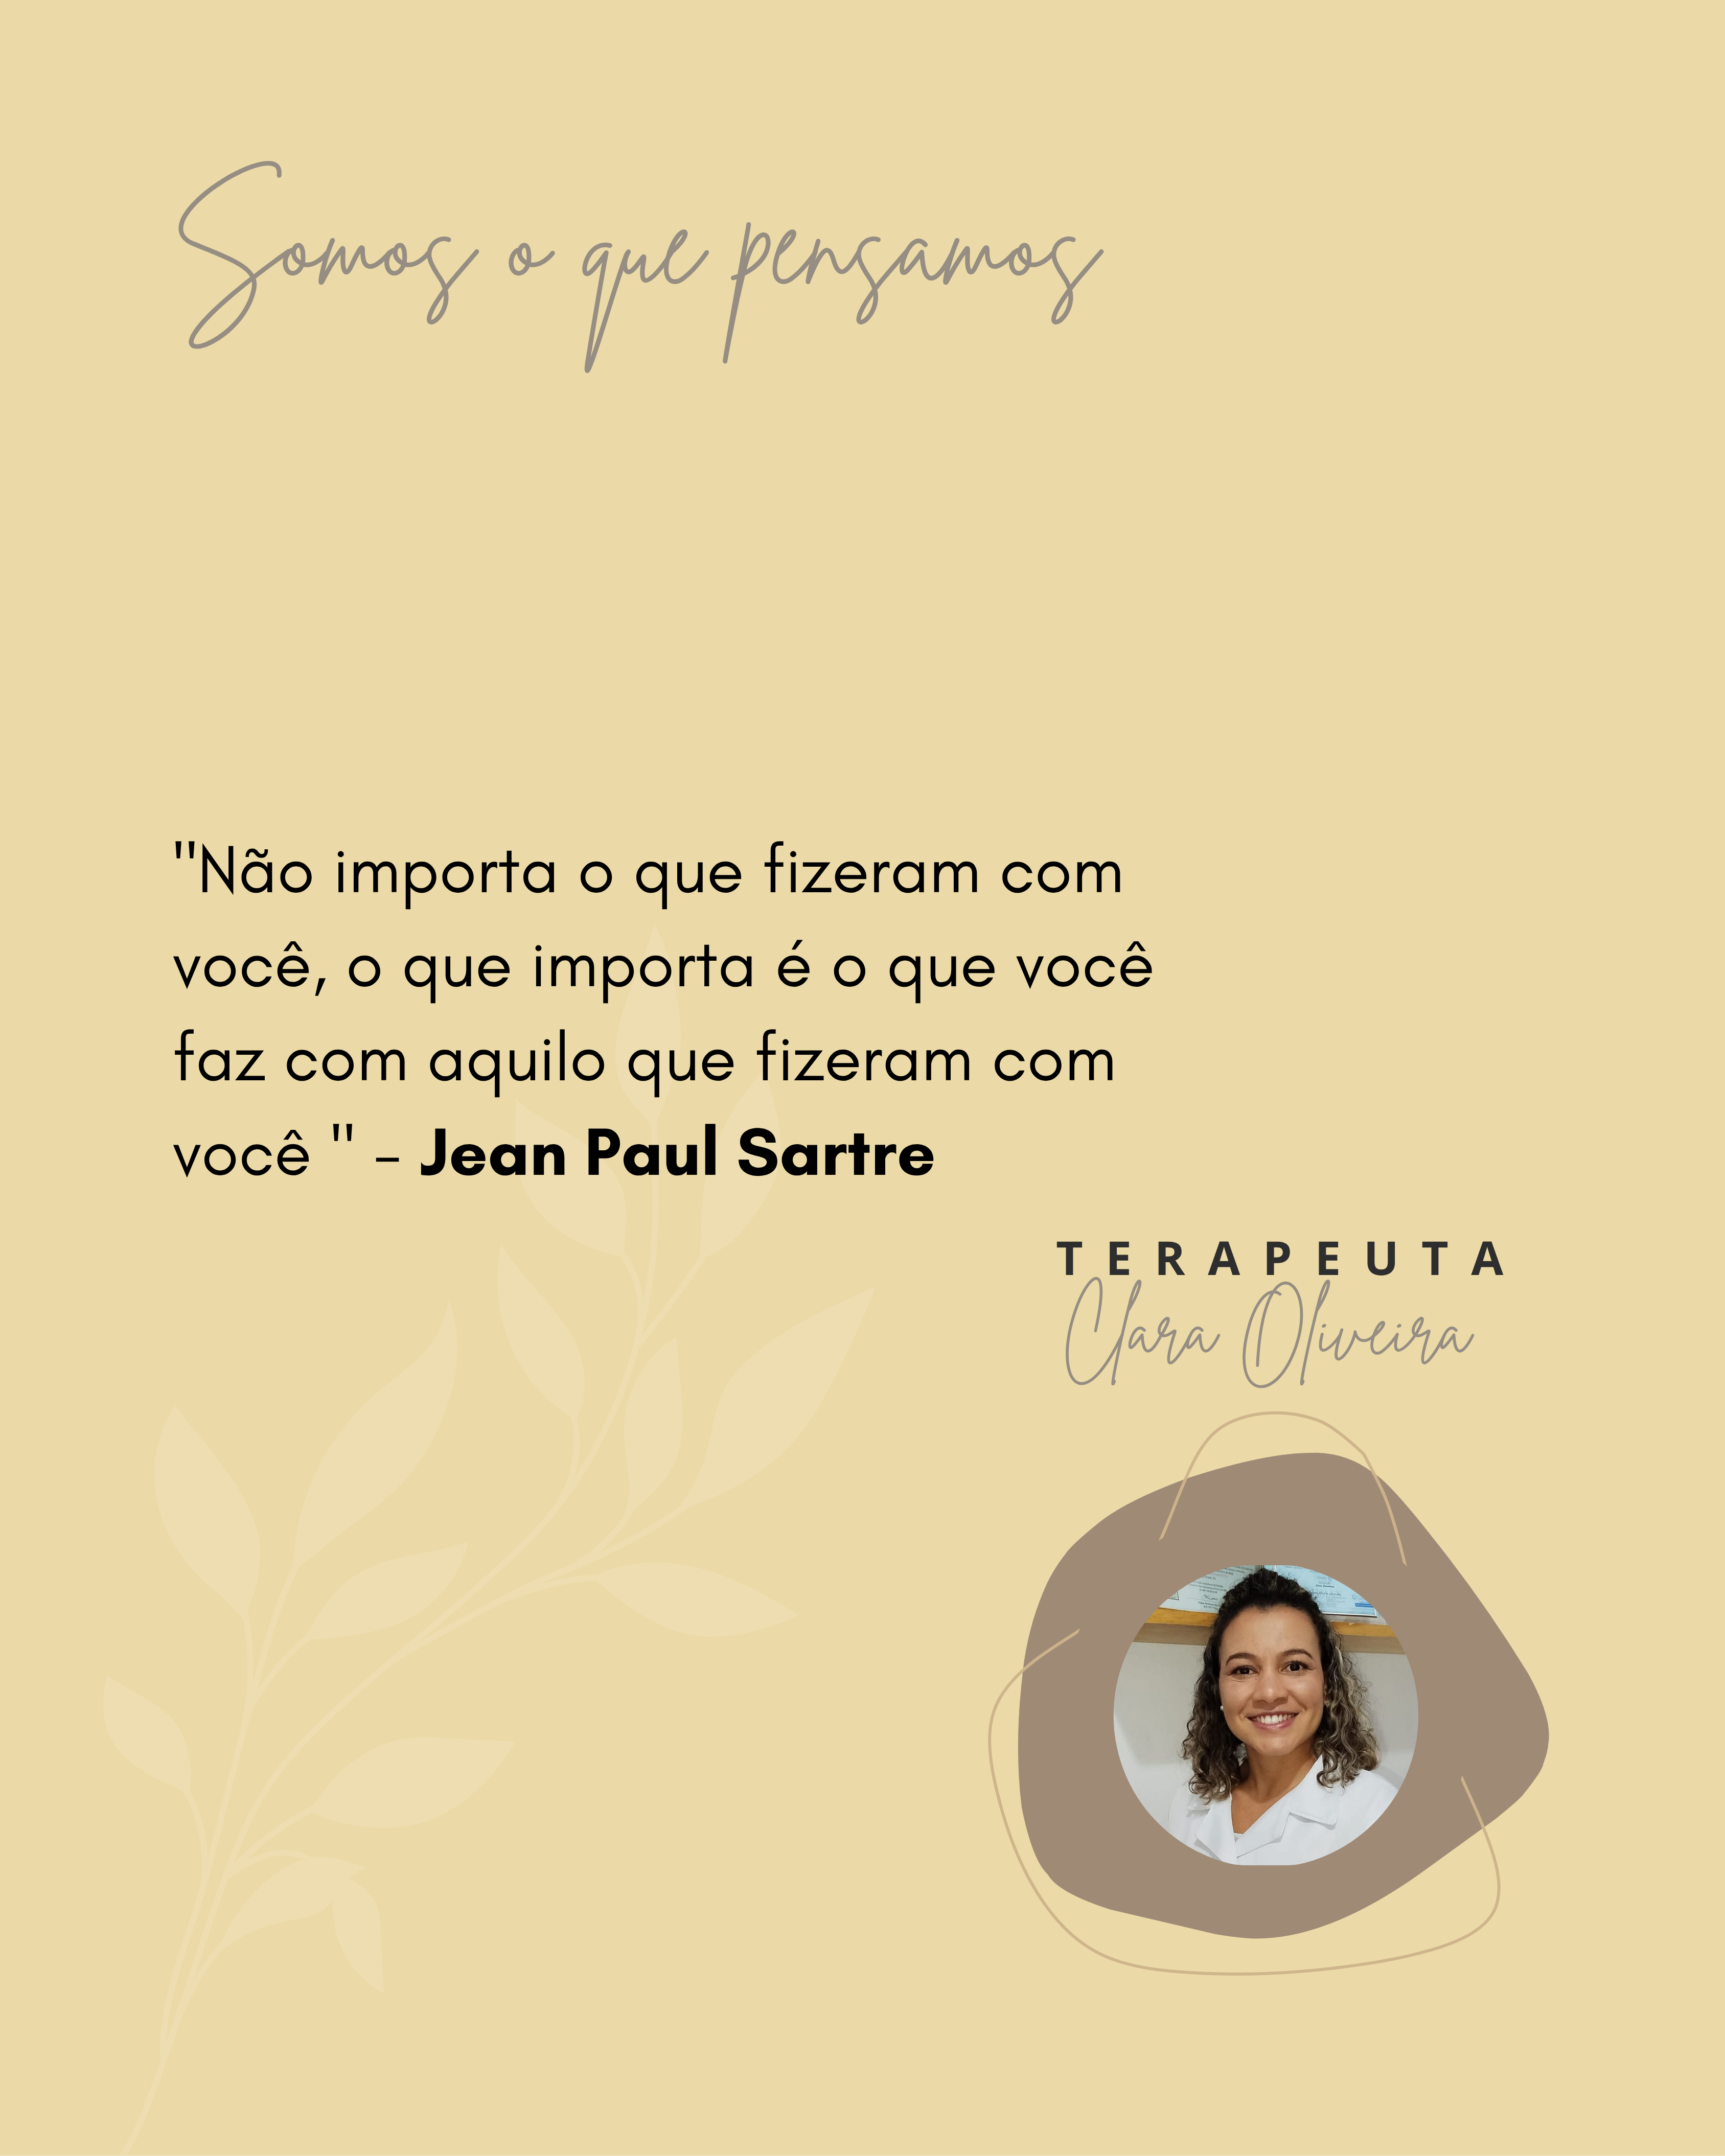 Somos o que pensamos
"Não importa o que fizeram com
você, o que importa é o que você
faz com aquilo que fizeram com
você " – Jean Paul Sartre
TERAPEUTA
Clara Oliveira